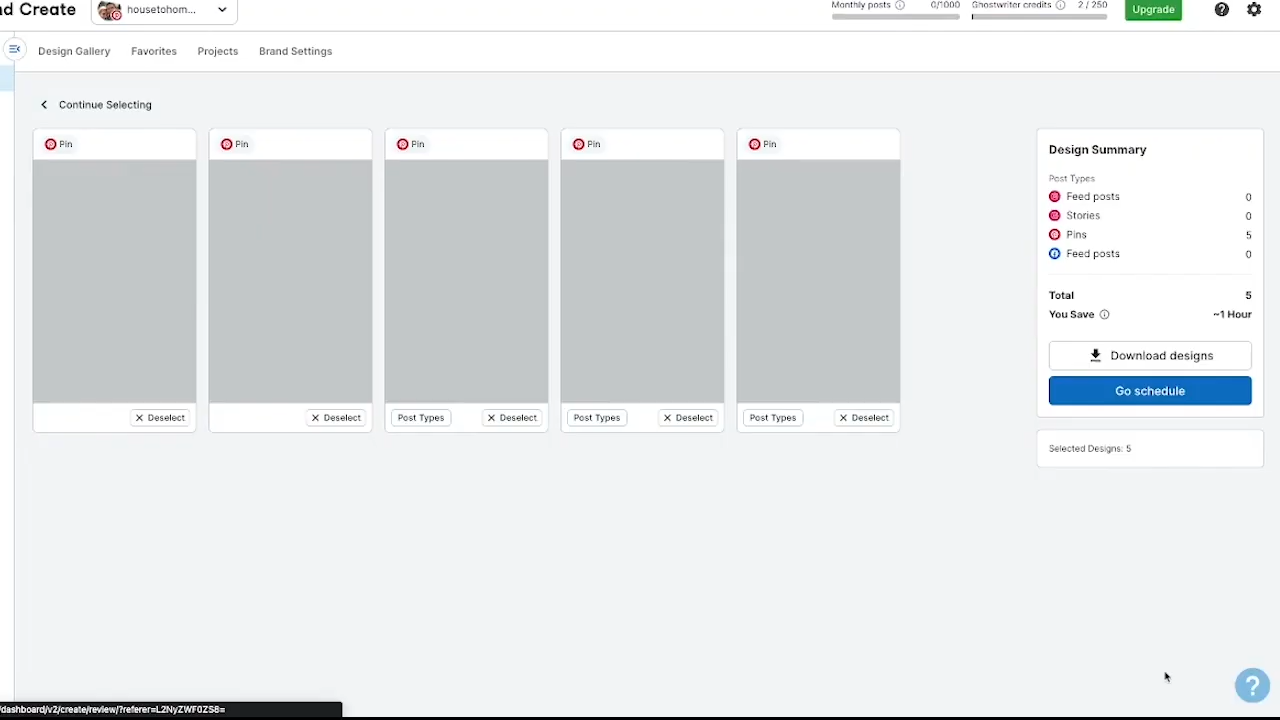 nd Create
housetohom...
Monthly posts 0/1000
Ghostwriter credits 2 / 250
Upgrade
Design Gallery Favorites Projects Brand Settings
Continue Selecting
Pin
Pin
Pin
Pin
Pin
Deselect
Deselect
Post Types Deselect
Post Types Deselect
Post Types Deselect
Design Summary
Post Types
Feed posts 0
Stories 0
Pins 5
Feed posts 0
Total 5
You Save ~1 Hour
Download designs
Go schedule
Selected Designs: 5
/dashboard/v2/create/review/?referer=L2NyZWF0ZS8=